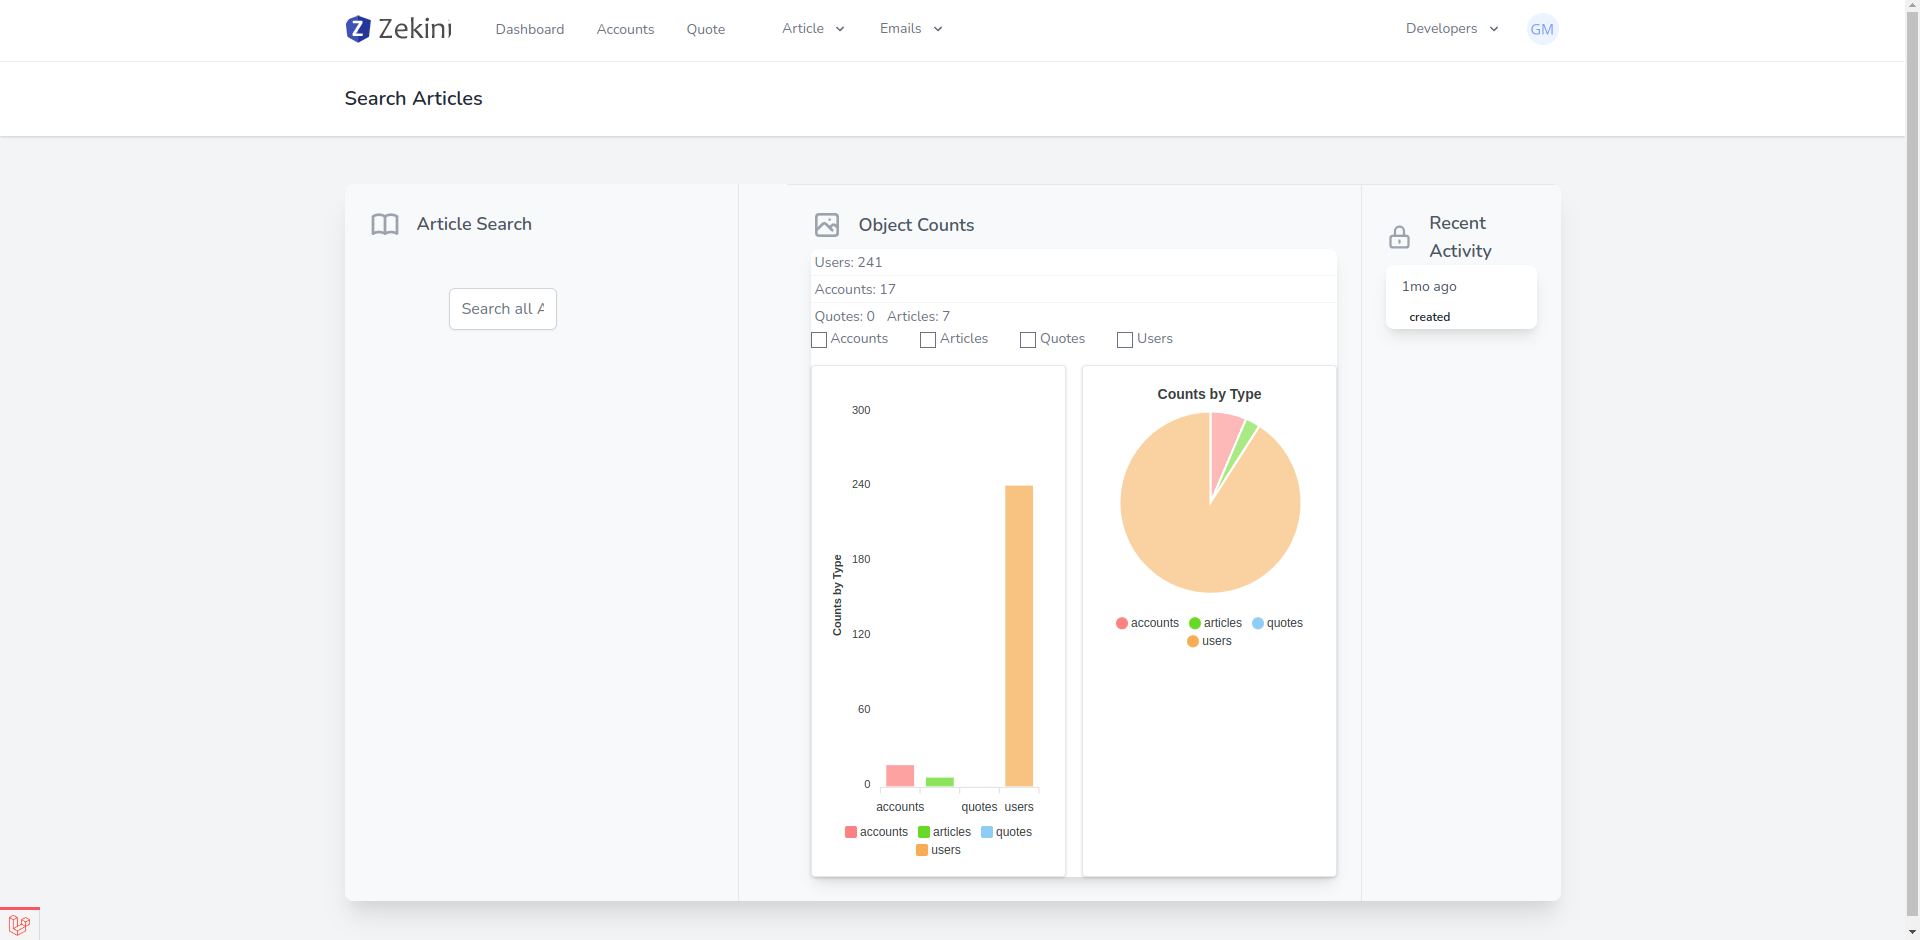 Zekini
Dashboard Accounts Quote Article Emails Developers GM
Search Articles
Article Search
Search all A
Object Counts
Users: 241
Accounts: 17
Quotes: 0 Articles: 7
Accounts Articles Quotes Users
300
240
180
120
60
0
Counts by Type
accounts quotes users
accounts articles quotes
users
Counts by Type
accounts articles quotes
users
Recent
Activity
1mo ago
created